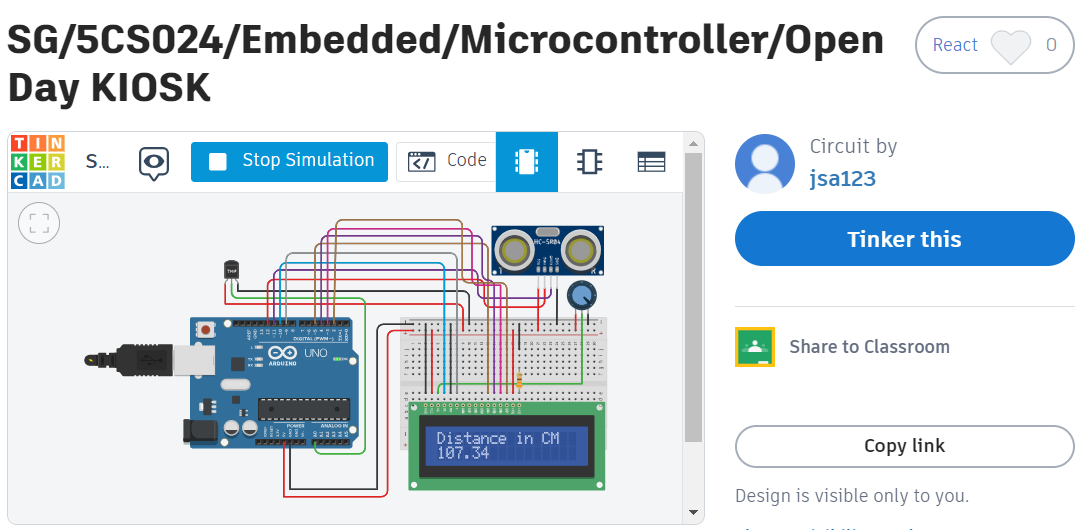 SG/5CS024/Embedded/Microcontroller/Open
Day KIOSK
React 0
TIN
KER
CAD
S...
Stop Simulation
Code
Circuit by
jsa123
Tinker this
Share to Classroom
Copy link
Design is visible only to you.
HC-SR04
TMP
DIGITAL (PWM~)
UNO
ARDUINO
POWER
ANALOG IN
Distance in CM
107.34